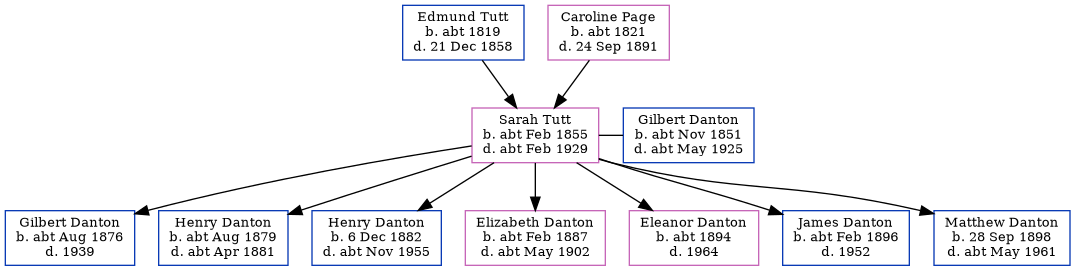 Edmund Tutt
b. abt 1819
d. 21 Dec 1858
Caroline Page
b. abt 1821
d. 24 Sep 1891
Sarah Tutt
b. abt Feb 1855
d. abt Feb 1929
Gilbert Danton
b. abt Nov 1851
d. abt May 1925
Gilbert Danton
b. abt Aug 1876
d. 1939
Henry Danton
b. abt Aug 1879
d. abt Apr 1881
Henry Danton
b. 6 Dec 1882
d. abt Nov 1955
Elizabeth Danton
b. abt Feb 1887
d. abt May 1902
Eleanor Danton
b. abt 1894
d. 1964
James Danton
b. abt Feb 1896
d. 1952
Matthew Danton
b. 28 Sep 1898
d. abt May 1961